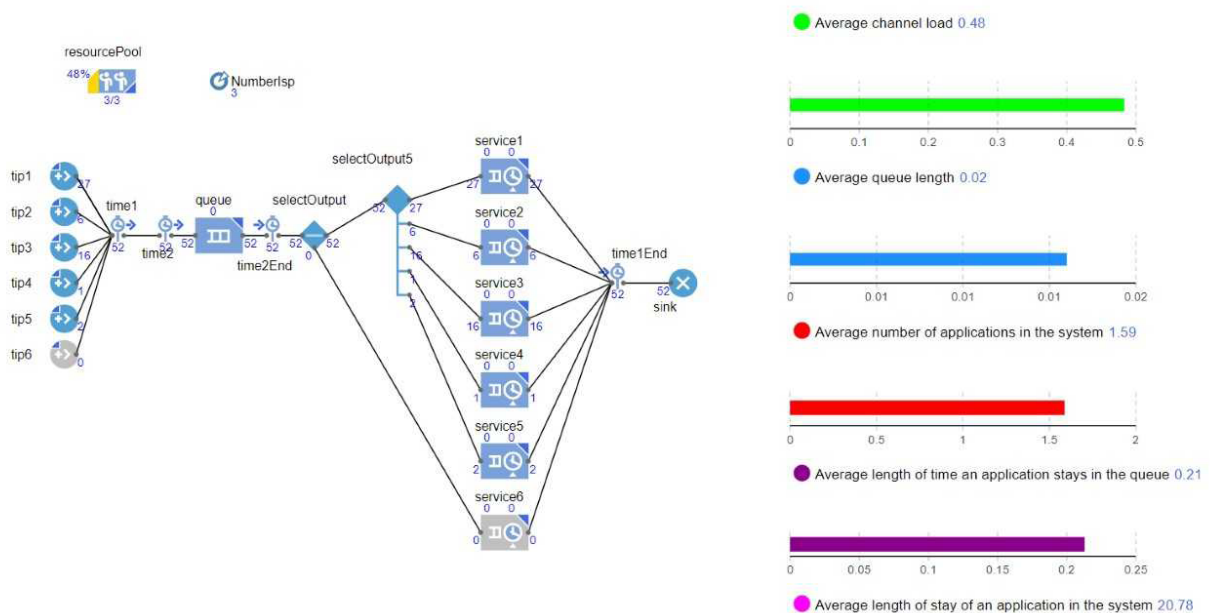 resourcePool
48%
3/3
NumberIsp
3
tip1
27
tip2
6
tip3
16
tip4
1
tip5
2
tip6
0
time1
52
time2
52
queue
0
52
52
time2End
52
selectOutput
52
52
0
selectOutput5
52
27
6
16
1
2
service1
0 0
27
27
service2
0 0
6
6
service3
0 0
16
16
service4
0 0
1
1
service5
0 0
2
2
service6
0 0
0
0
time1End
52
52
sink
Average channel load 0.48
0 0.1 0.2 0.3 0.4 0.5
Average queue length 0.02
0 0.01 0.01 0.01 0.02
Average number of applications in the system 1.59
0 0.5 1 1.5 2
Average length of time an application stays in the queue 0.21
0 0.05 0.1 0.15 0.2 0.25
Average length of stay of an application in the system 20.78